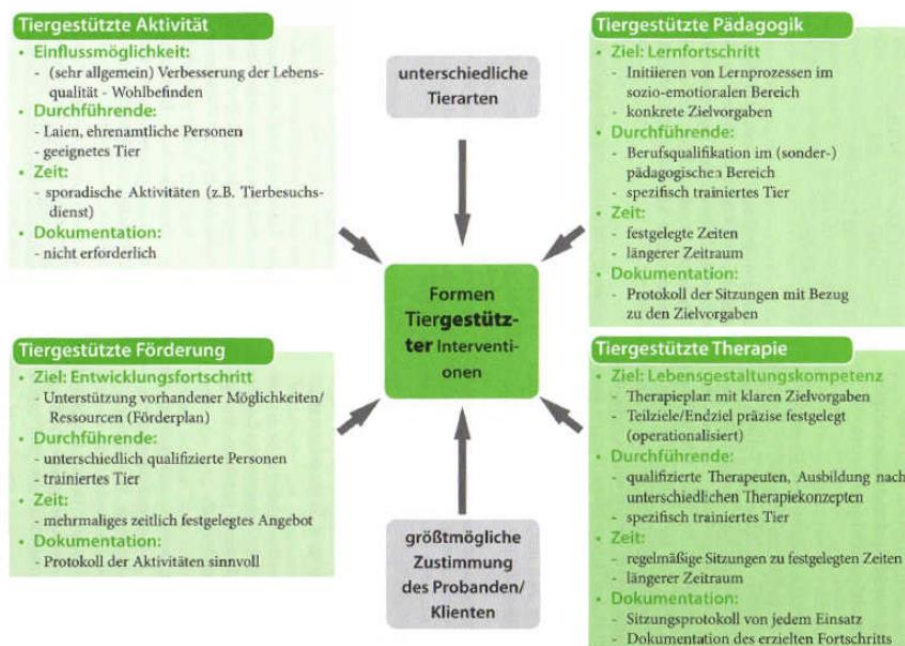 Tiergestützte Aktivität
• Einflussmöglichkeit:
- (sehr allgemein) Verbesserung der Lebens-
qualität - Wohlbefinden
• Durchführende:
- Laien, ehrenamtliche Personen
- geeignetes Tier
• Zeit:
- sporadische Aktivitäten (z.B. Tierbesuchs-
dienst)
• Dokumentation:
- nicht erforderlich
unterschiedliche
Tierarten
Tiergestützte Pädagogik
• Ziel: Lernfortschritt
- Initiieren von Lernprozessen im
sozio-emotionalen Bereich
- konkrete Zielvorgaben
• Durchführende:
- Berufsqualifikation im (sonder-)
pädagogischen Bereich
- spezifisch trainiertes Tier
• Zeit:
- festgelegte Zeiten
- längerer Zeitraum
• Dokumentation:
- Protokoll der Sitzungen mit Bezug
zu den Zielvorgaben
Formen
Tiergestütz-
ter Interventi-
onen
Tiergestützte Förderung
• Ziel: Entwicklungsfortschritt
- Unterstützung vorhandener Möglichkeiten/
Ressourcen (Förderplan)
• Durchführende:
- unterschiedlich qualifizierte Personen
- trainiertes Tier
• Zeit:
- mehrmaliges zeitlich festgelegtes Angebot
• Dokumentation:
- Protokoll der Aktivitäten sinnvoll
größtmögliche
Zustimmung
des Probanden/
Klienten
Tiergestützte Therapie
• Ziel: Lebensgestaltungskompetenz
- Therapieplan mit klaren Zielvorgaben
- Teilziele/Endziel präzise festgelegt
(operationalisiert)
• Durchführende:
- qualifizierte Therapeuten, Ausbildung nach
unterschiedlichen Therapiekonzepten
- spezifisch trainiertes Tier
• Zeit:
- regelmäßige Sitzungen zu festgelegten Zeiten
- längerer Zeitraum
• Dokumentation:
- Sitzungsprotokoll von jedem Einsatz
- Dokumentation des erzielten Fortschritts